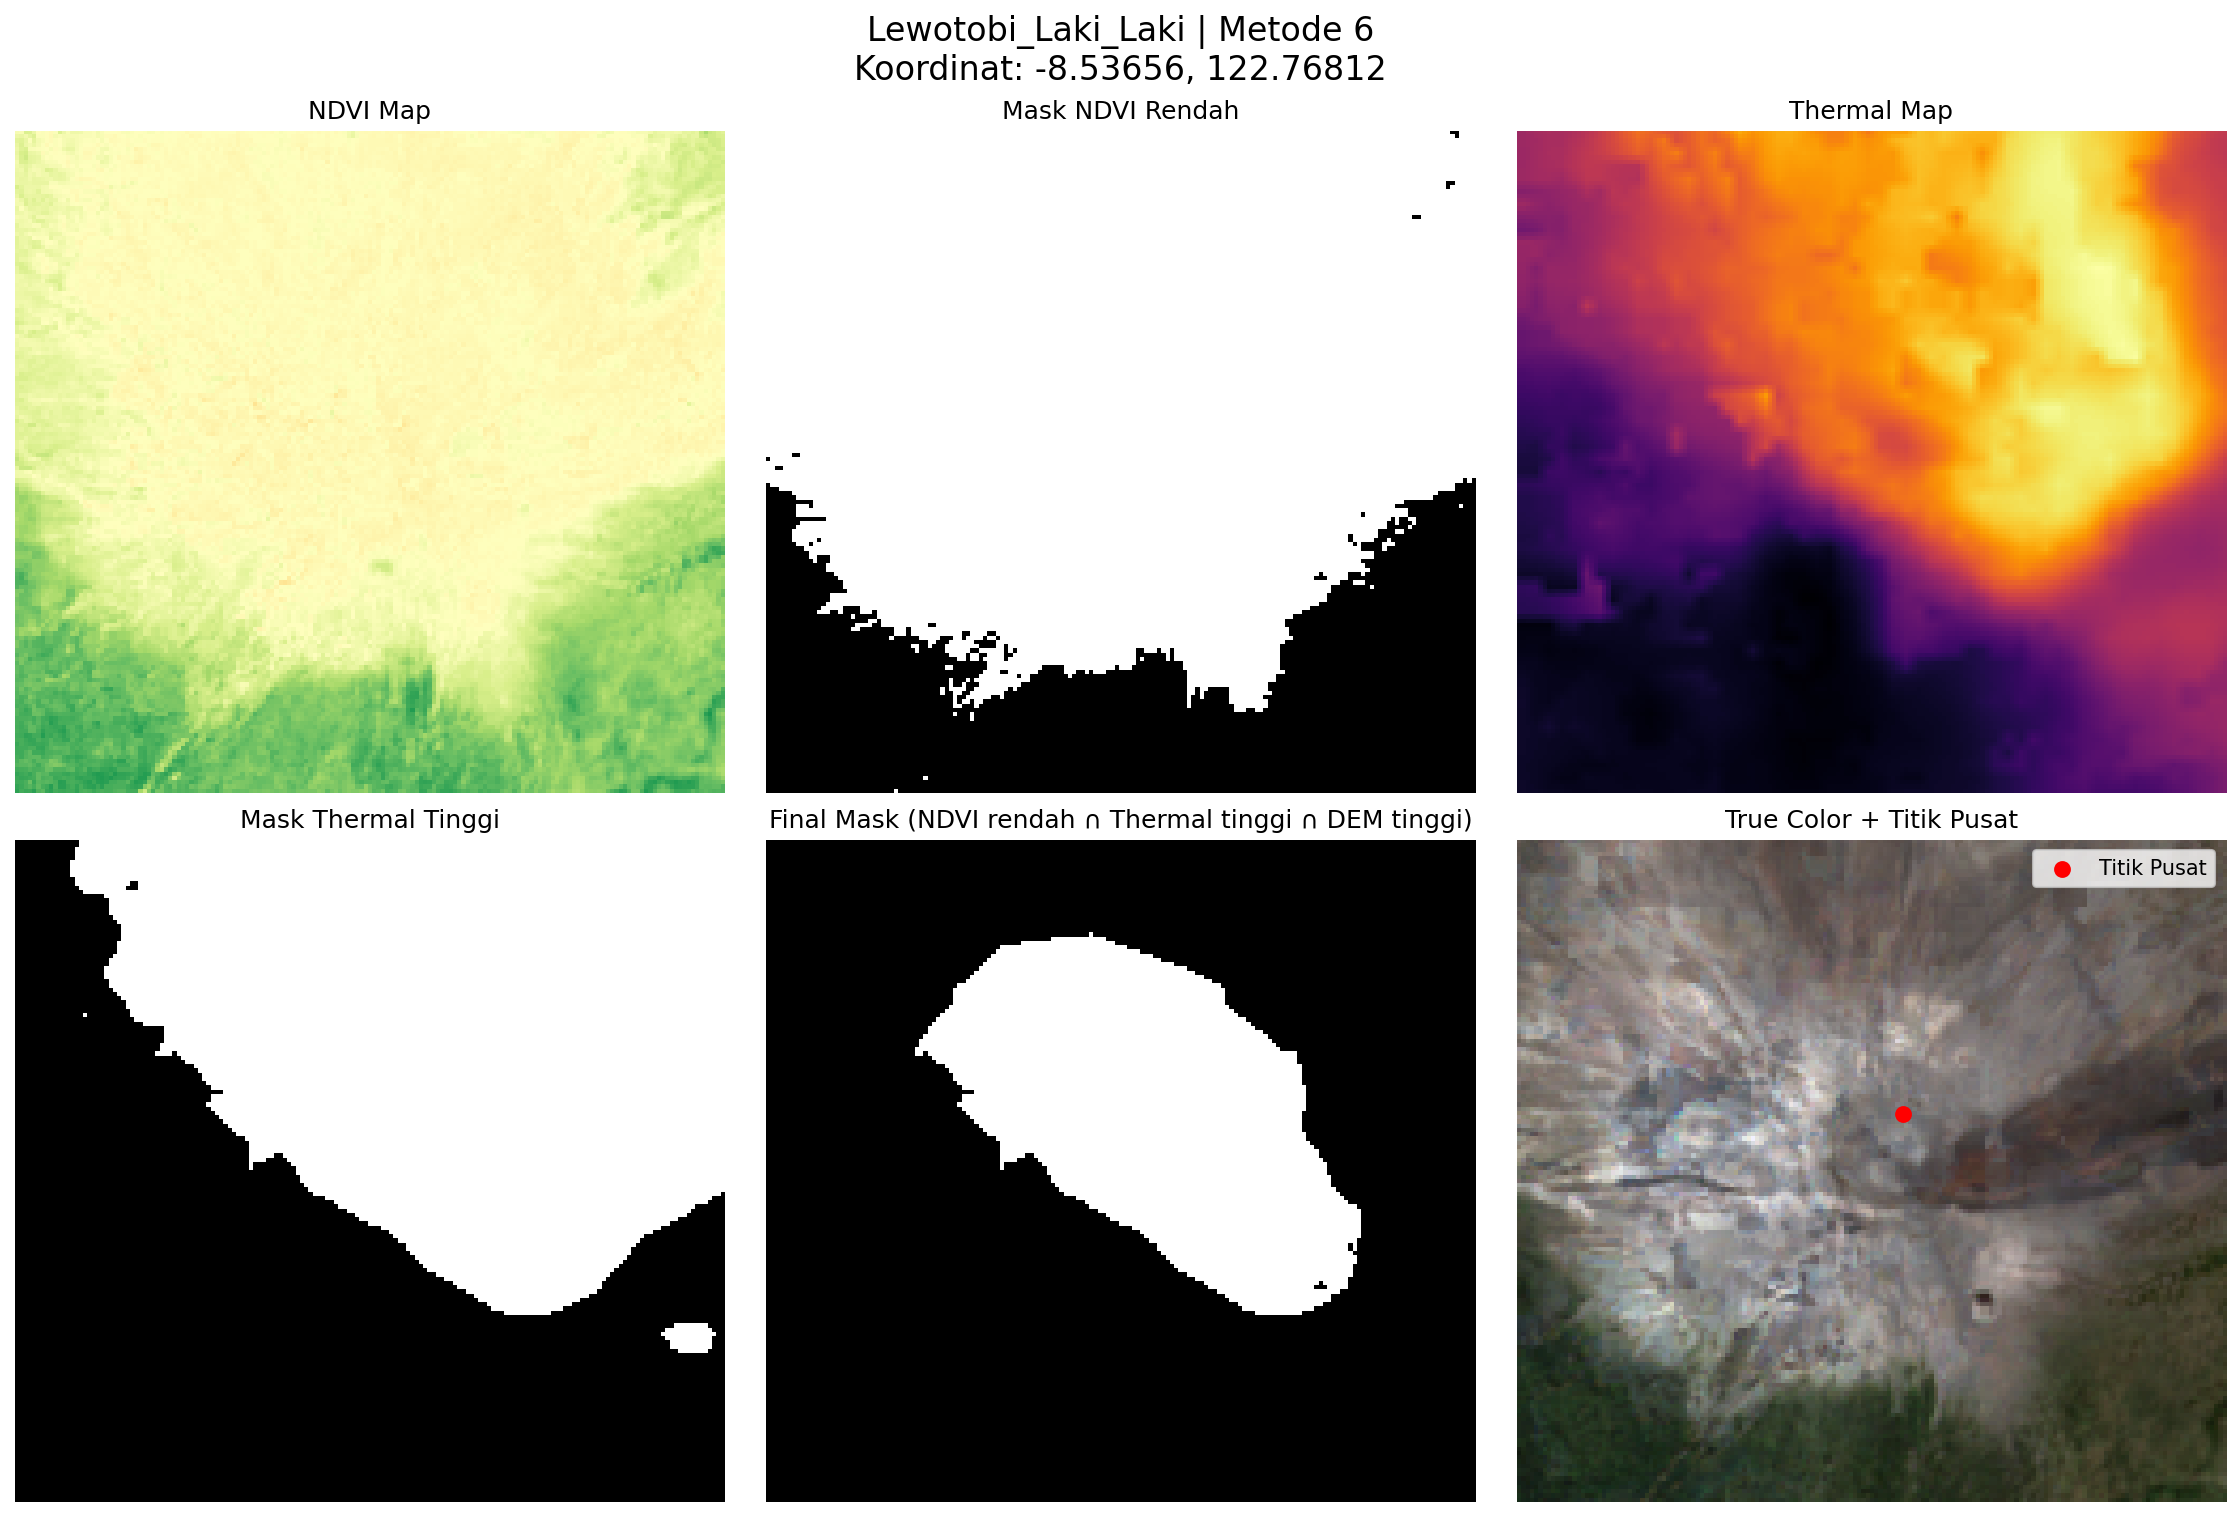 Lewotobi_Laki_Laki | Metode 6
Koordinat: -8.53656, 122.76812
NDVI Map
Mask NDVI Rendah
Thermal Map
Mask Thermal Tinggi
Final Mask (NDVI rendah ∩ Thermal tinggi ∩ DEM tinggi)
True Color + Titik Pusat
Titik Pusat